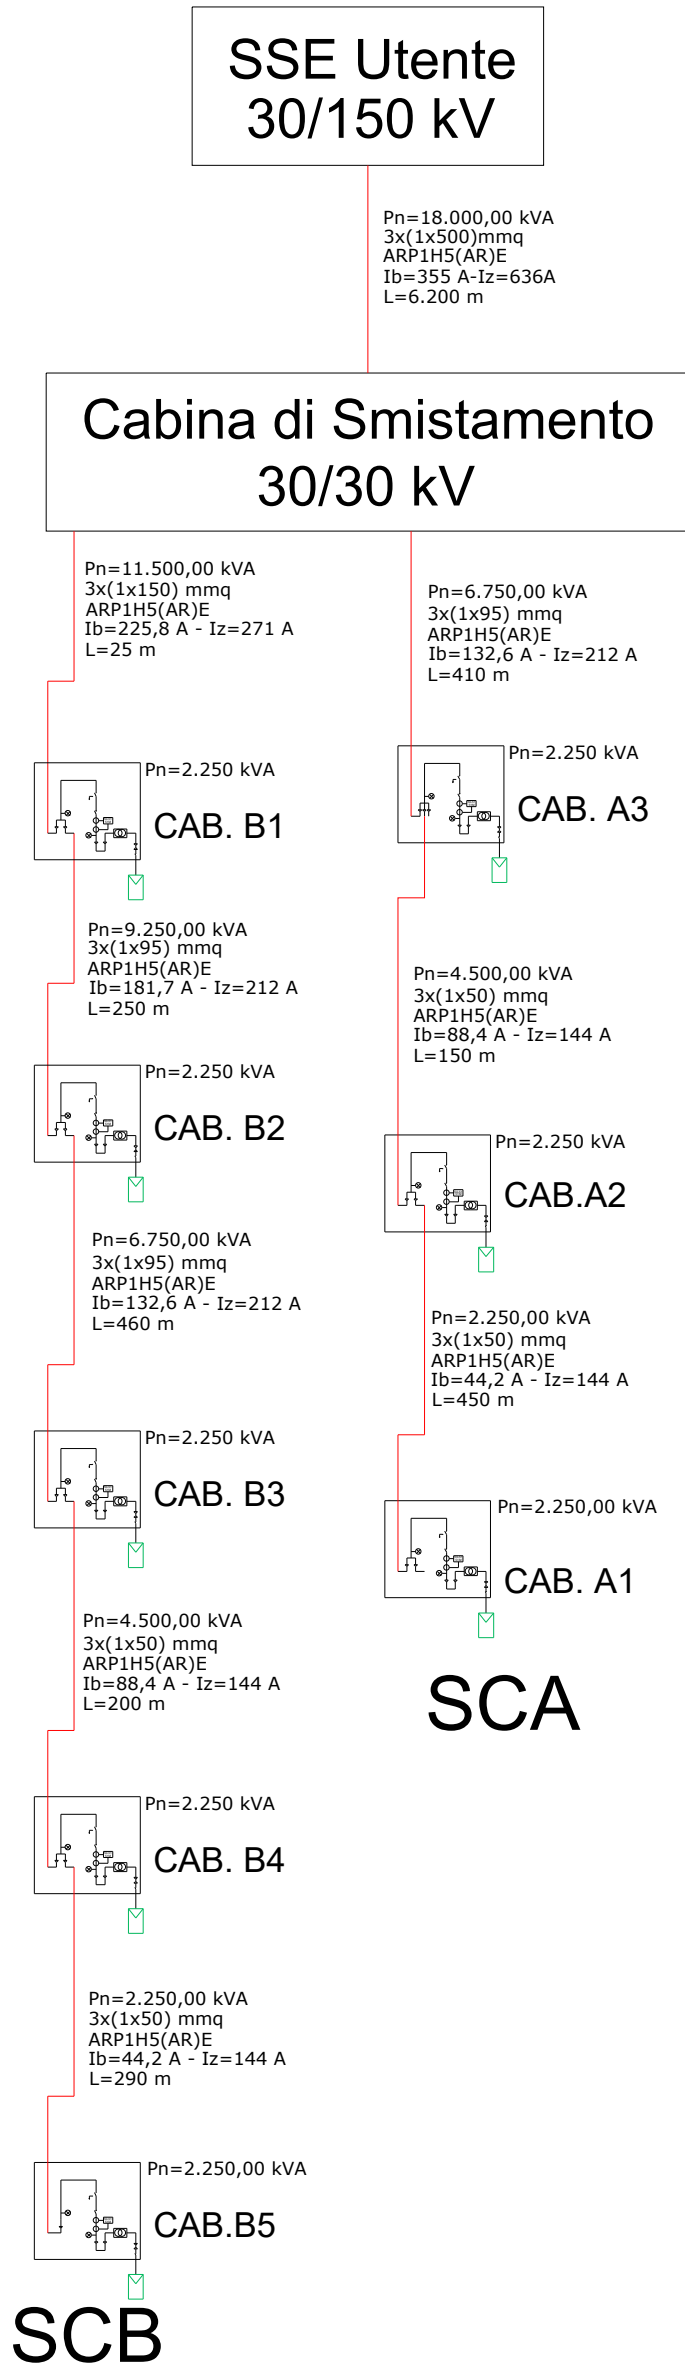 SSE Utente
30/150 kV
Pn=18.000,00 kVA
3x(1x500)mmq
ARP1H5(AR)E
Ib=355 A-Iz=636A
L=6.200 m
Cabina di Smistamento
30/30 kV
Pn=11.500,00 kVA
3x(1x150) mmq
ARP1H5(AR)E
Ib=225,8 A - Iz=271 A
L=25 m
Pn=2.250 kVA
CAB. B1
Pn=9.250,00 kVA
3x(1x95) mmq
ARP1H5(AR)E
Ib=181,7 A - Iz=212 A
L=250 m
Pn=2.250 kVA
CAB. B2
Pn=6.750,00 kVA
3x(1x95) mmq
ARP1H5(AR)E
Ib=132,6 A - Iz=212 A
L=460 m
Pn=2.250 kVA
CAB. B3
Pn=4.500,00 kVA
3x(1x50) mmq
ARP1H5(AR)E
Ib=88,4 A - Iz=144 A
L=200 m
Pn=2.250 kVA
CAB. B4
Pn=2.250,00 kVA
3x(1x50) mmq
ARP1H5(AR)E
Ib=44,2 A - Iz=144 A
L=290 m
Pn=2.250,00 kVA
CAB.B5
SCB
Pn=6.750,00 kVA
3x(1x95) mmq
ARP1H5(AR)E
Ib=132,6 A - Iz=212 A
L=410 m
Pn=2.250 kVA
CAB. A3
Pn=4.500,00 kVA
3x(1x50) mmq
ARP1H5(AR)E
Ib=88,4 A - Iz=144 A
L=150 m
Pn=2.250 kVA
CAB.A2
Pn=2.250,00 kVA
3x(1x50) mmq
ARP1H5(AR)E
Ib=44,2 A - Iz=144 A
L=450 m
Pn=2.250,00 kVA
CAB. A1
SCA